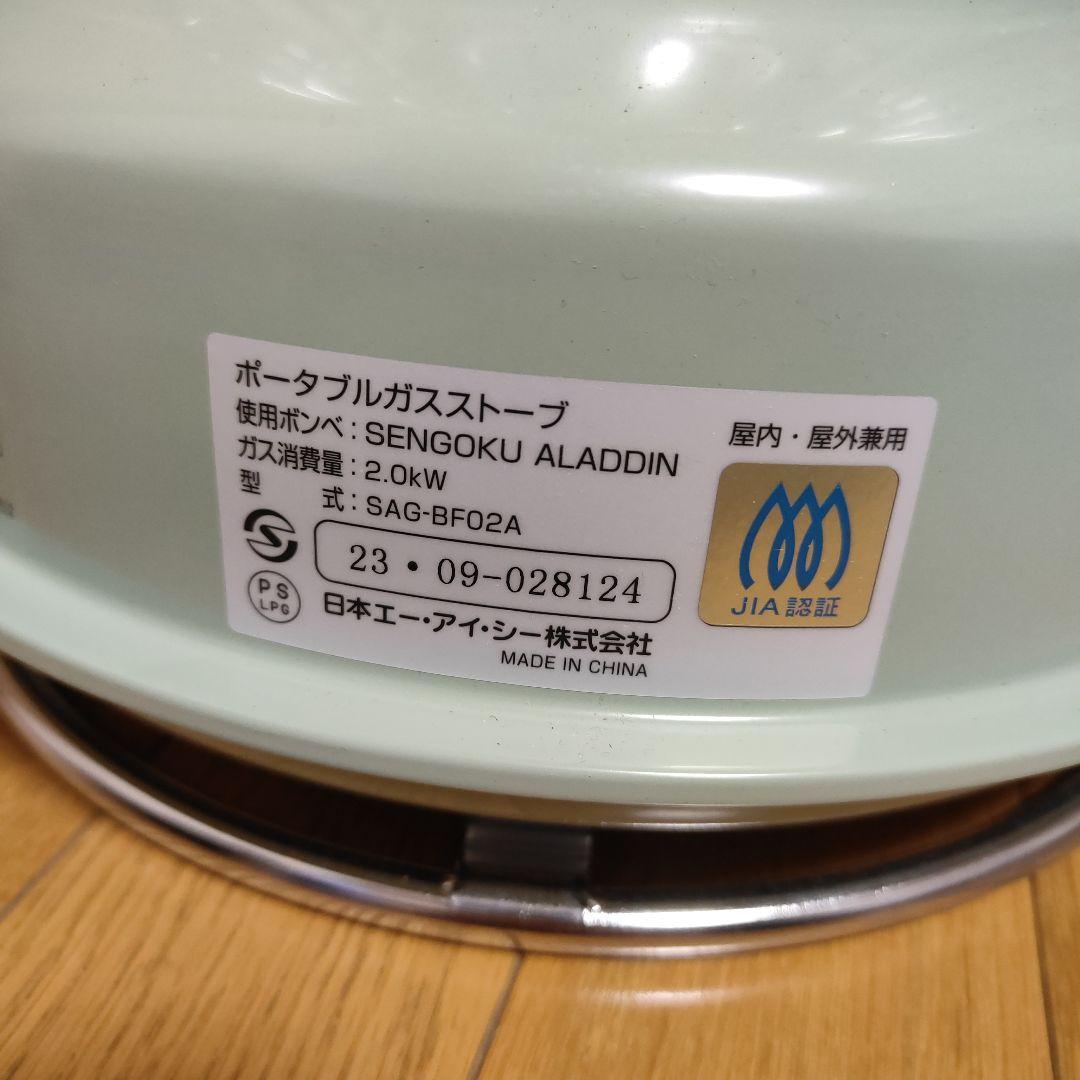 ポータブルガスストーブ
使用ボンベ：SENGOKU ALADDIN
ガス消費量：2.0kW
型　　式：SAG-BF02A
屋内・屋外兼用
JIA認証
PS
LPG
23・09-028124
日本エー・アイ・シー株式会社
MADE IN CHINA